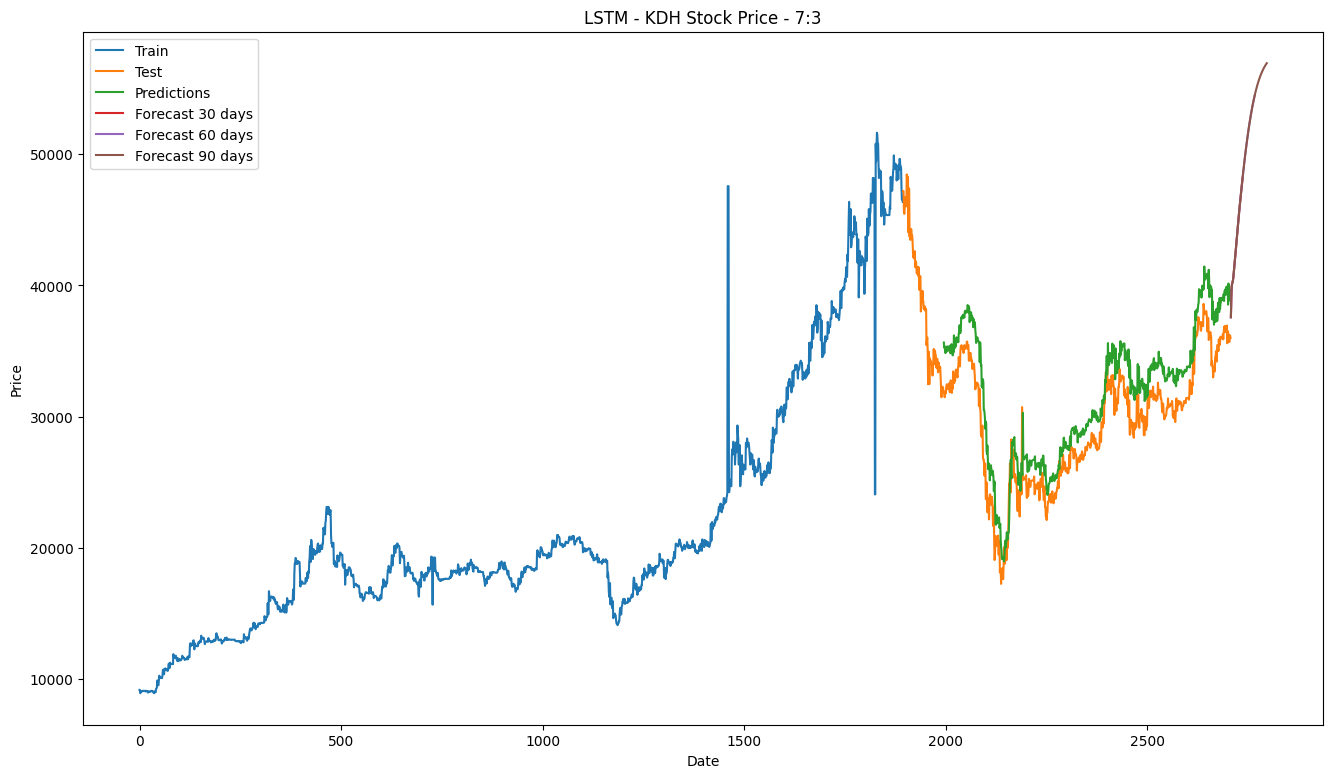 LSTM - KDH Stock Price - 7:3
Train
Test
Predictions
Forecast 30 days
Forecast 60 days
Forecast 90 days
Price
50000
40000
30000
20000
10000
0 500 1000 1500 2000 2500
Date